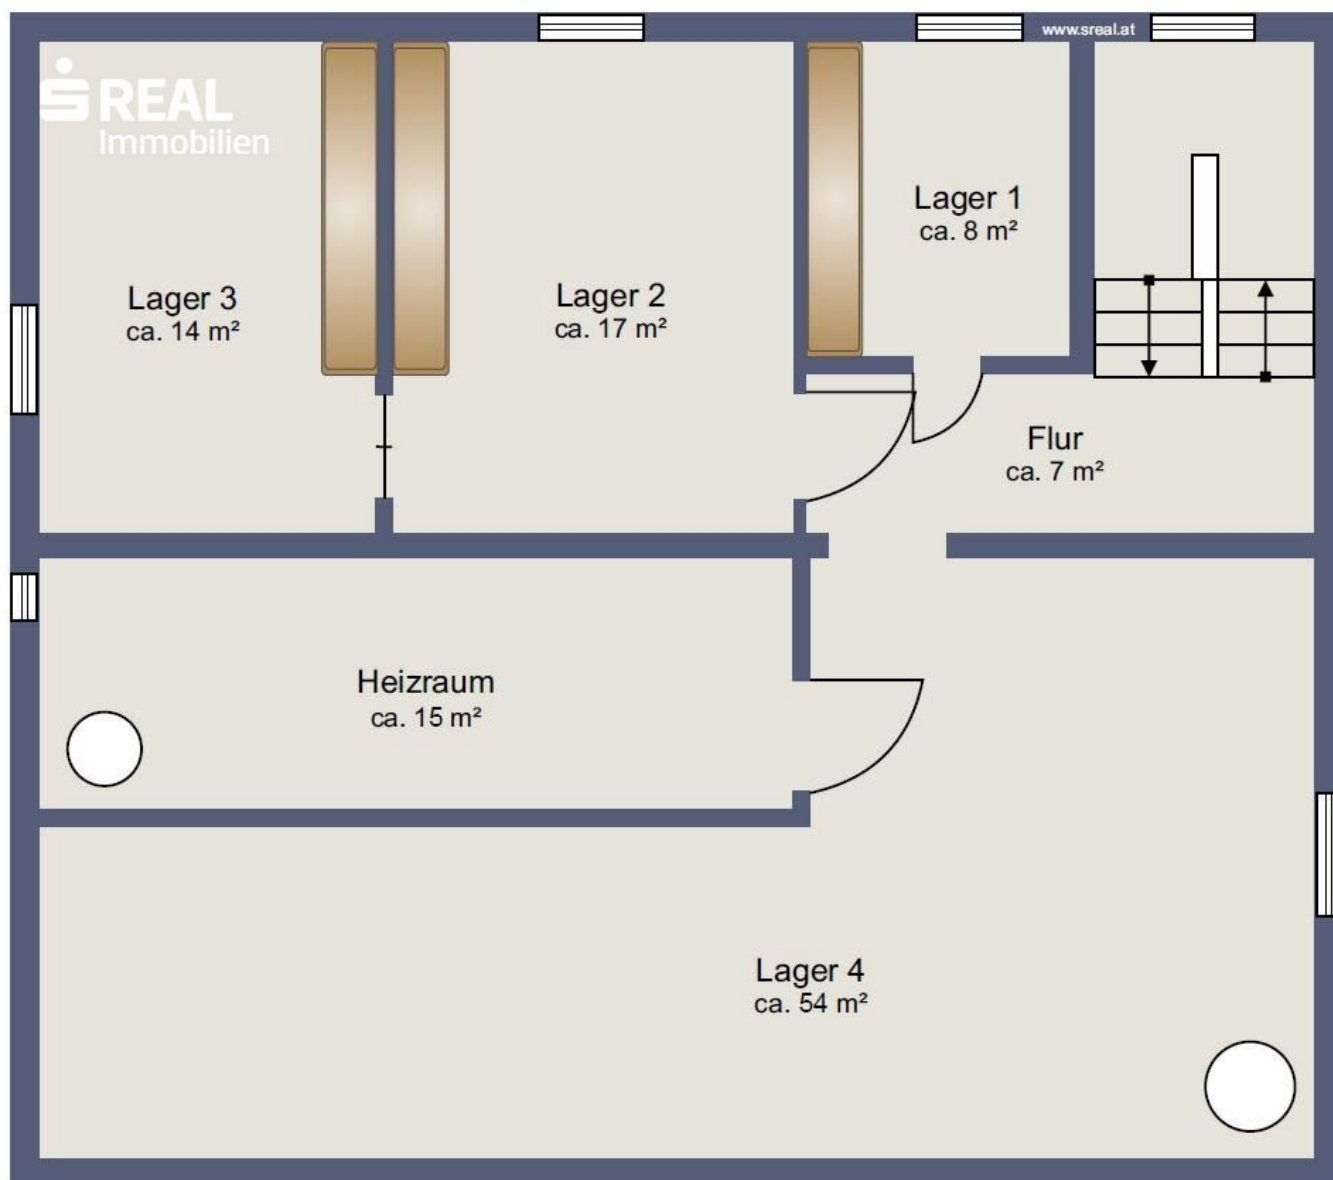 www.sreal.at
S REAL
Immobilien
Lager 1
ca. 8 m²
Lager 3
ca. 14 m²
Lager 2
ca. 17 m²
Flur
ca. 7 m²
Heizraum
ca. 15 m²
Lager 4
ca. 54 m²